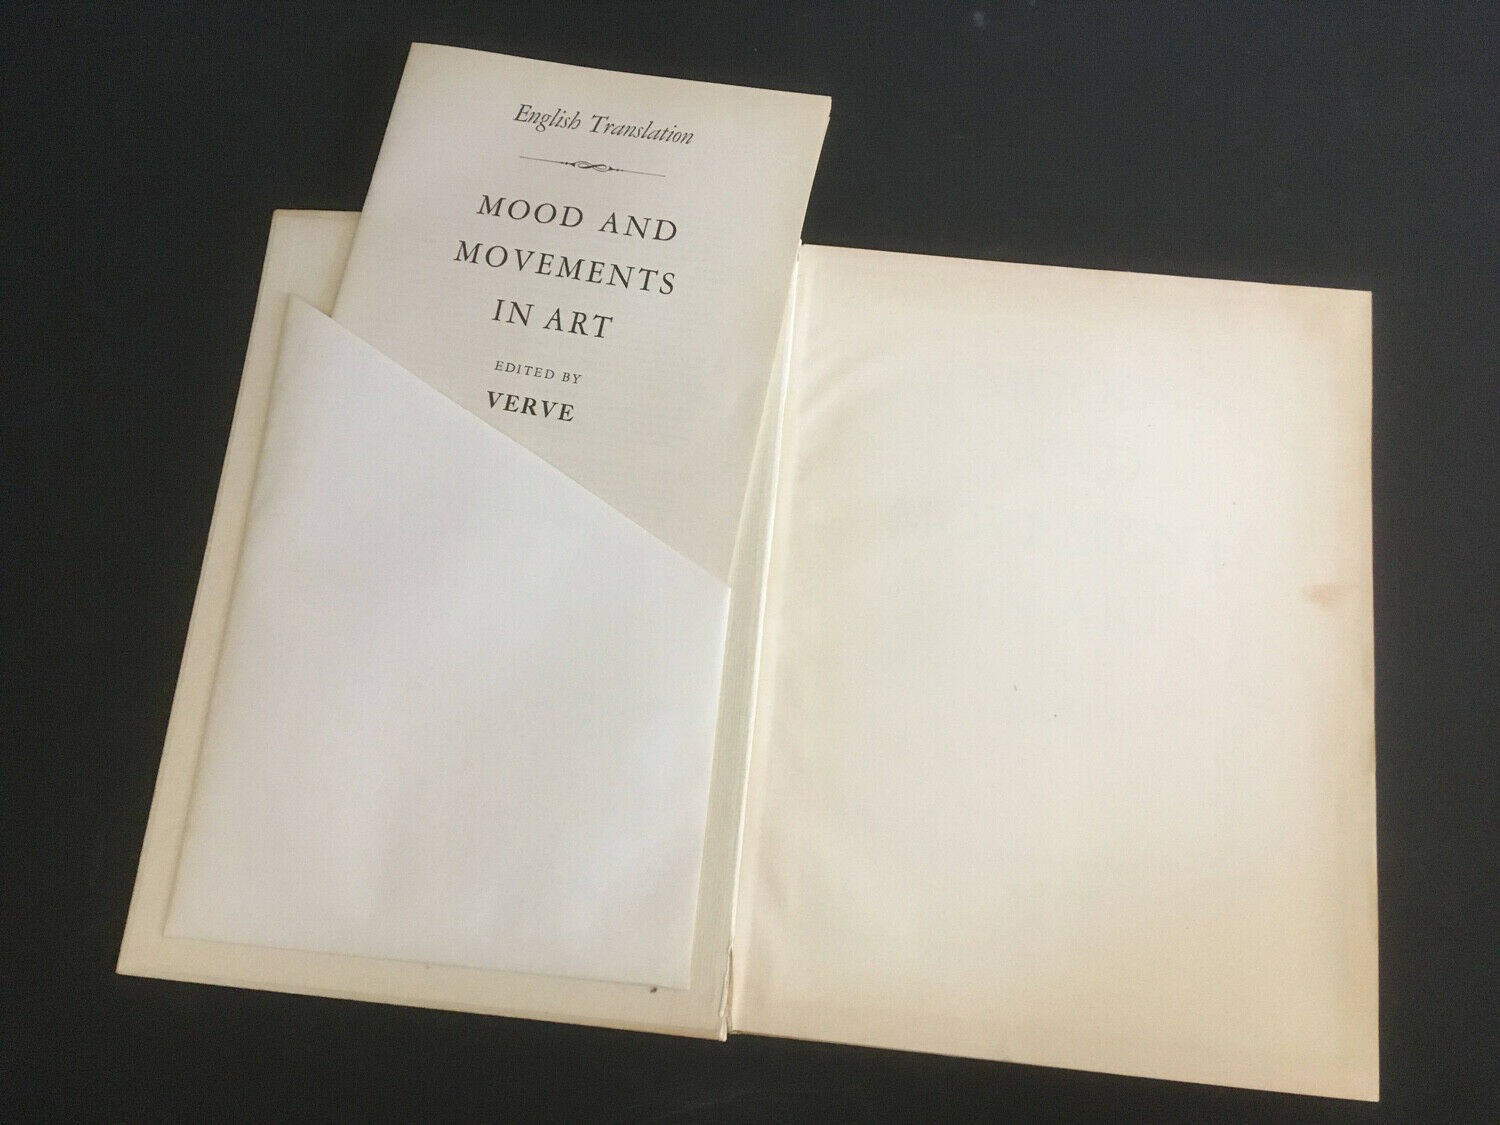 English Translation
MOOD AND
MOVEMENTS
IN ART
EDITED BY
VERVE